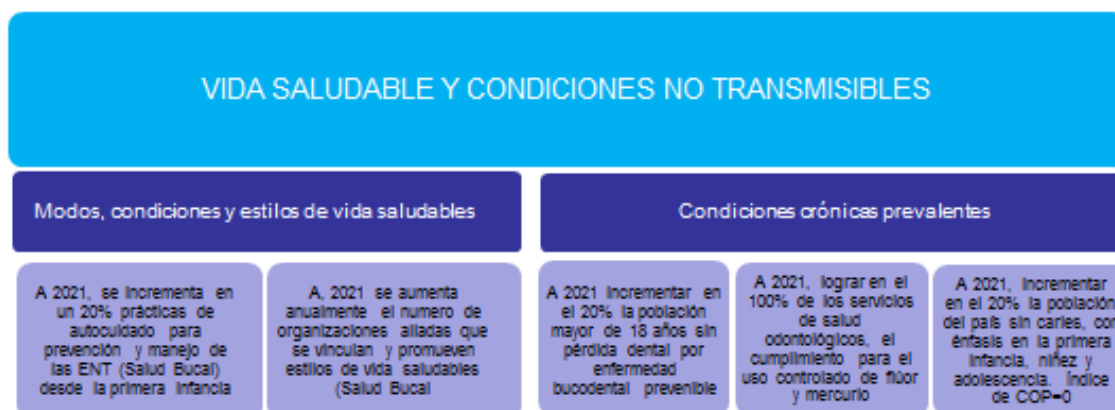 VIDA SALUDABLE Y CONDICIONES NO TRANSMISIBLES
Modos, condiciones y estilos de vida saludables
Condiciones crónicas prevalentes
A 2021, se incrementa en
un 20% prácticas de
autocuidado para
prevención y manejo de
las ENT (Salud Bucal)
desde la primera infancia
A, 2021 se aumenta
anualmente el numero de
organizaciones aliadas que
se vinculan y promueven
estilos de vida saludables
(Salud Bucal
A 2021 incrementar en
el 20% la población
mayor de 18 años sin
pérdida dental por
enfermedad
bucodental prevenible
A 2021, lograr en el
100% de los servicios
de salud
odontológicos, el
cumplimiento para el
uso controlado de flúor
y mercurio
A 2021, incrementar
en el 20% la población
del país sin caries, con
énfasis en la primera
infancia, niñez y
adolescencia. Índice
de COP=0